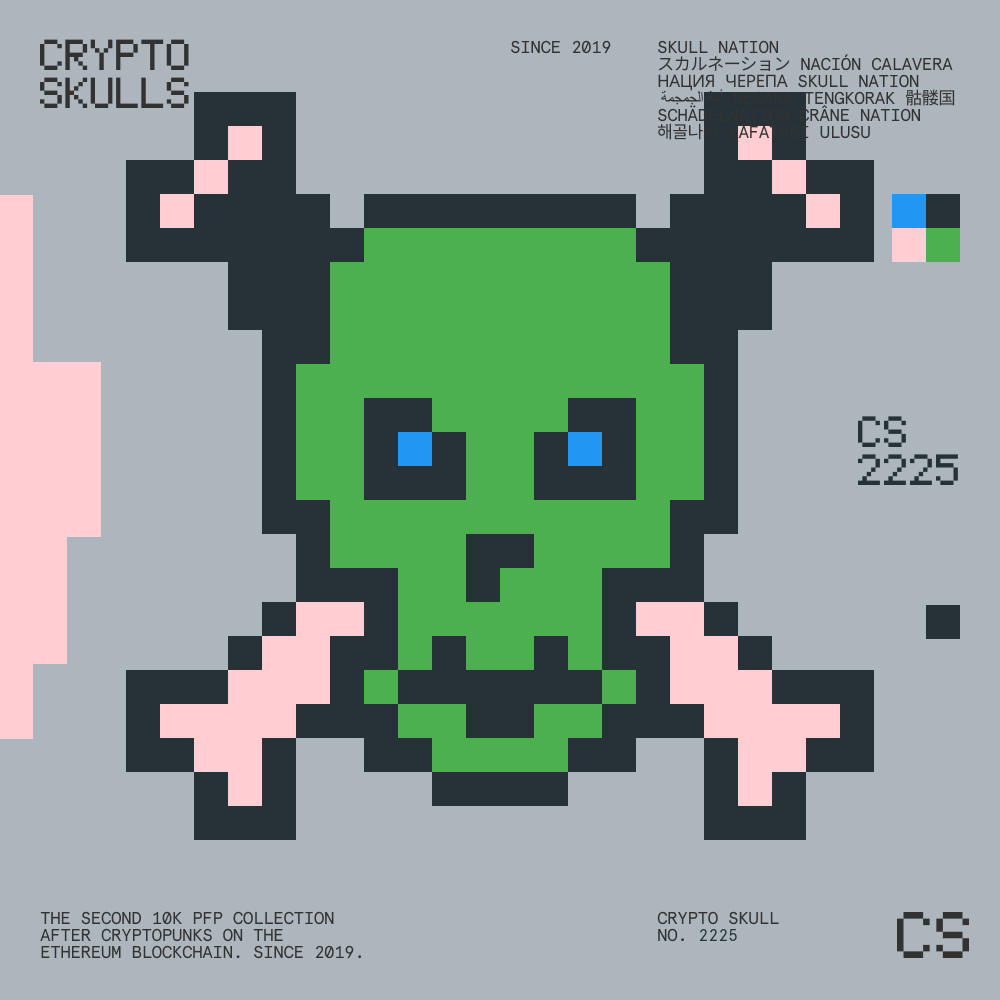 CRYPTO
SKULLS
SINCE 2019
SKULL NATION
スカルネーション NACIÓN CALAVERA
НАЦИЯ ЧЕРЕПА SKULL NATION
الجمجمة TENGKORAK 骷髅国
CRÂNE NATION
해골나 ULUSU
CS
2225
THE SECOND 10K PFP COLLECTION
AFTER CRYPTOPUNKS ON THE
ETHEREUM BLOCKCHAIN. SINCE 2019.
CRYPTO SKULL
NO. 2225
CS